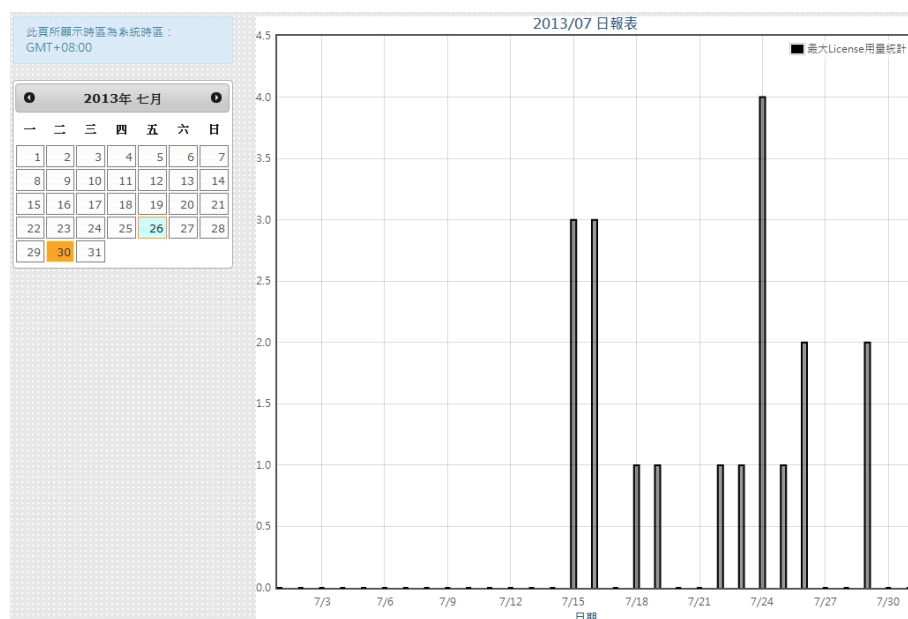 此頁所顯示時區為系統時區：
GMT+08:00
2013年 七月
一 二 三 四 五 六 日
1 2 3 4 5 6 7
8 9 10 11 12 13 14
15 16 17 18 19 20 21
22 23 24 25 26 27 28
29 30 31
2013/07 日報表
最大License用量統計
4.5
4.0
3.5
3.0
2.5
2.0
1.5
1.0
0.5
0.0
7/3 7/6 7/9 7/12 7/15 7/18 7/21 7/24 7/27 7/30
日期